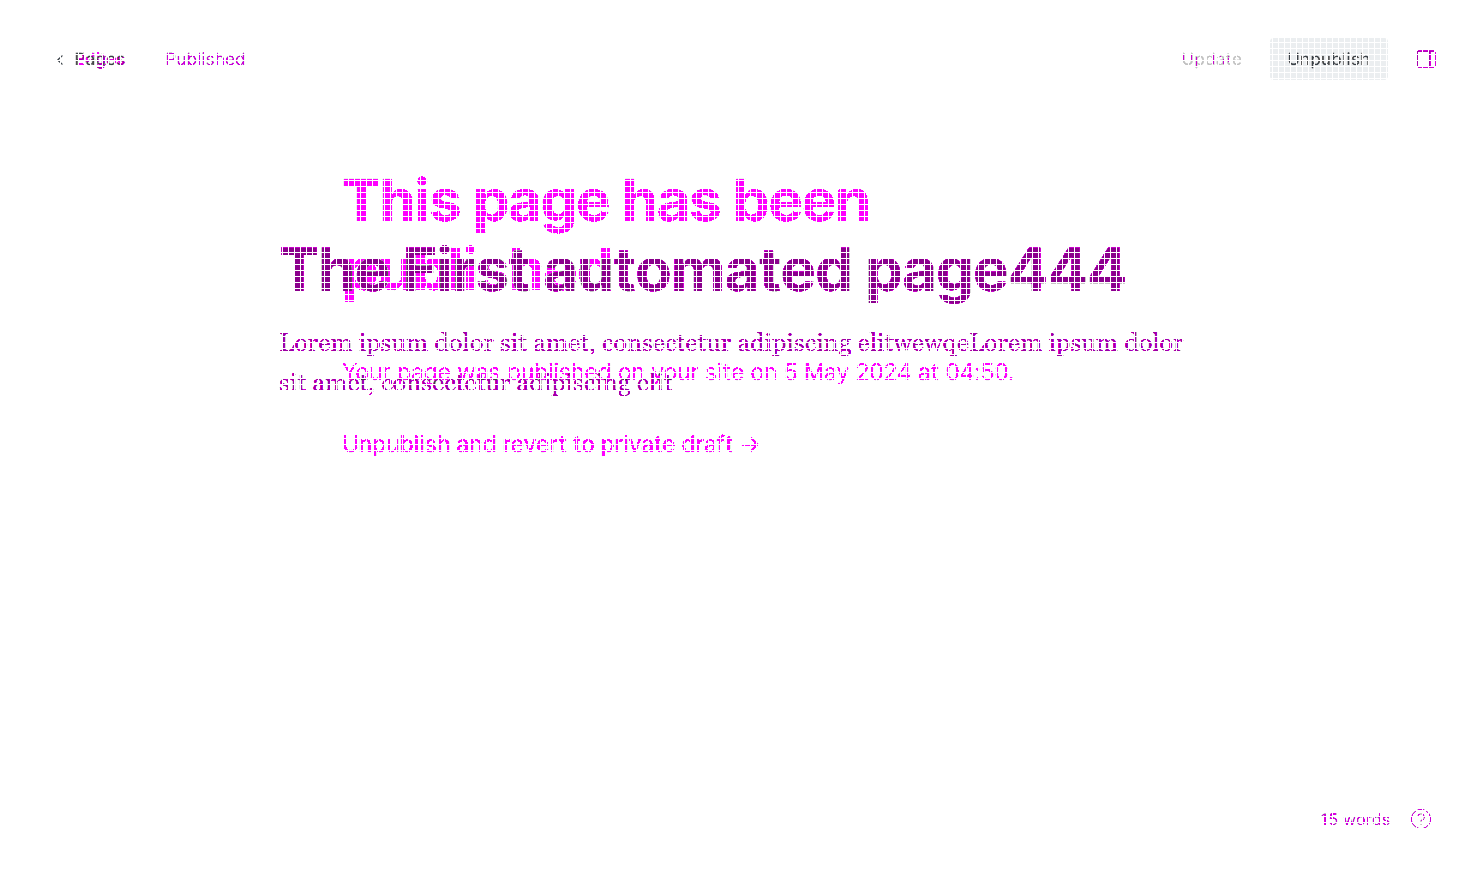 Pages Published Update Unpublish
This page has been
published
The First automated page444
Lorem ipsum dolor sit amet, consectetur adipiscing elitwewqeLorem ipsum dolor
Your page was published on your site on 5 May 2024 at 04:50.
sit amet, consectetur adipiscing elit
Unpublish and revert to private draft →
15 words ?